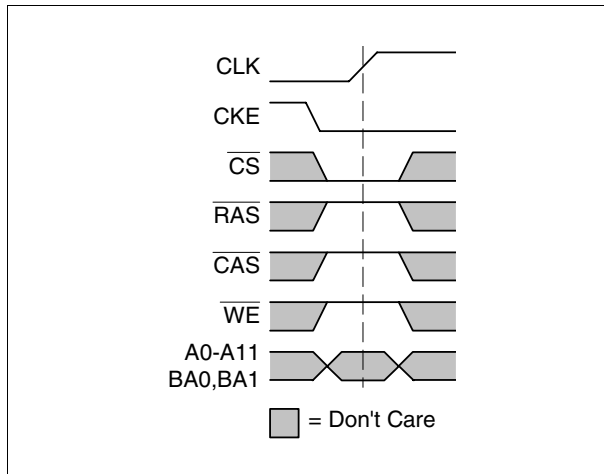 CLK
CKE
CS
RAS
CAS
WE
A0-A11
BA0,BA1
= Don't Care